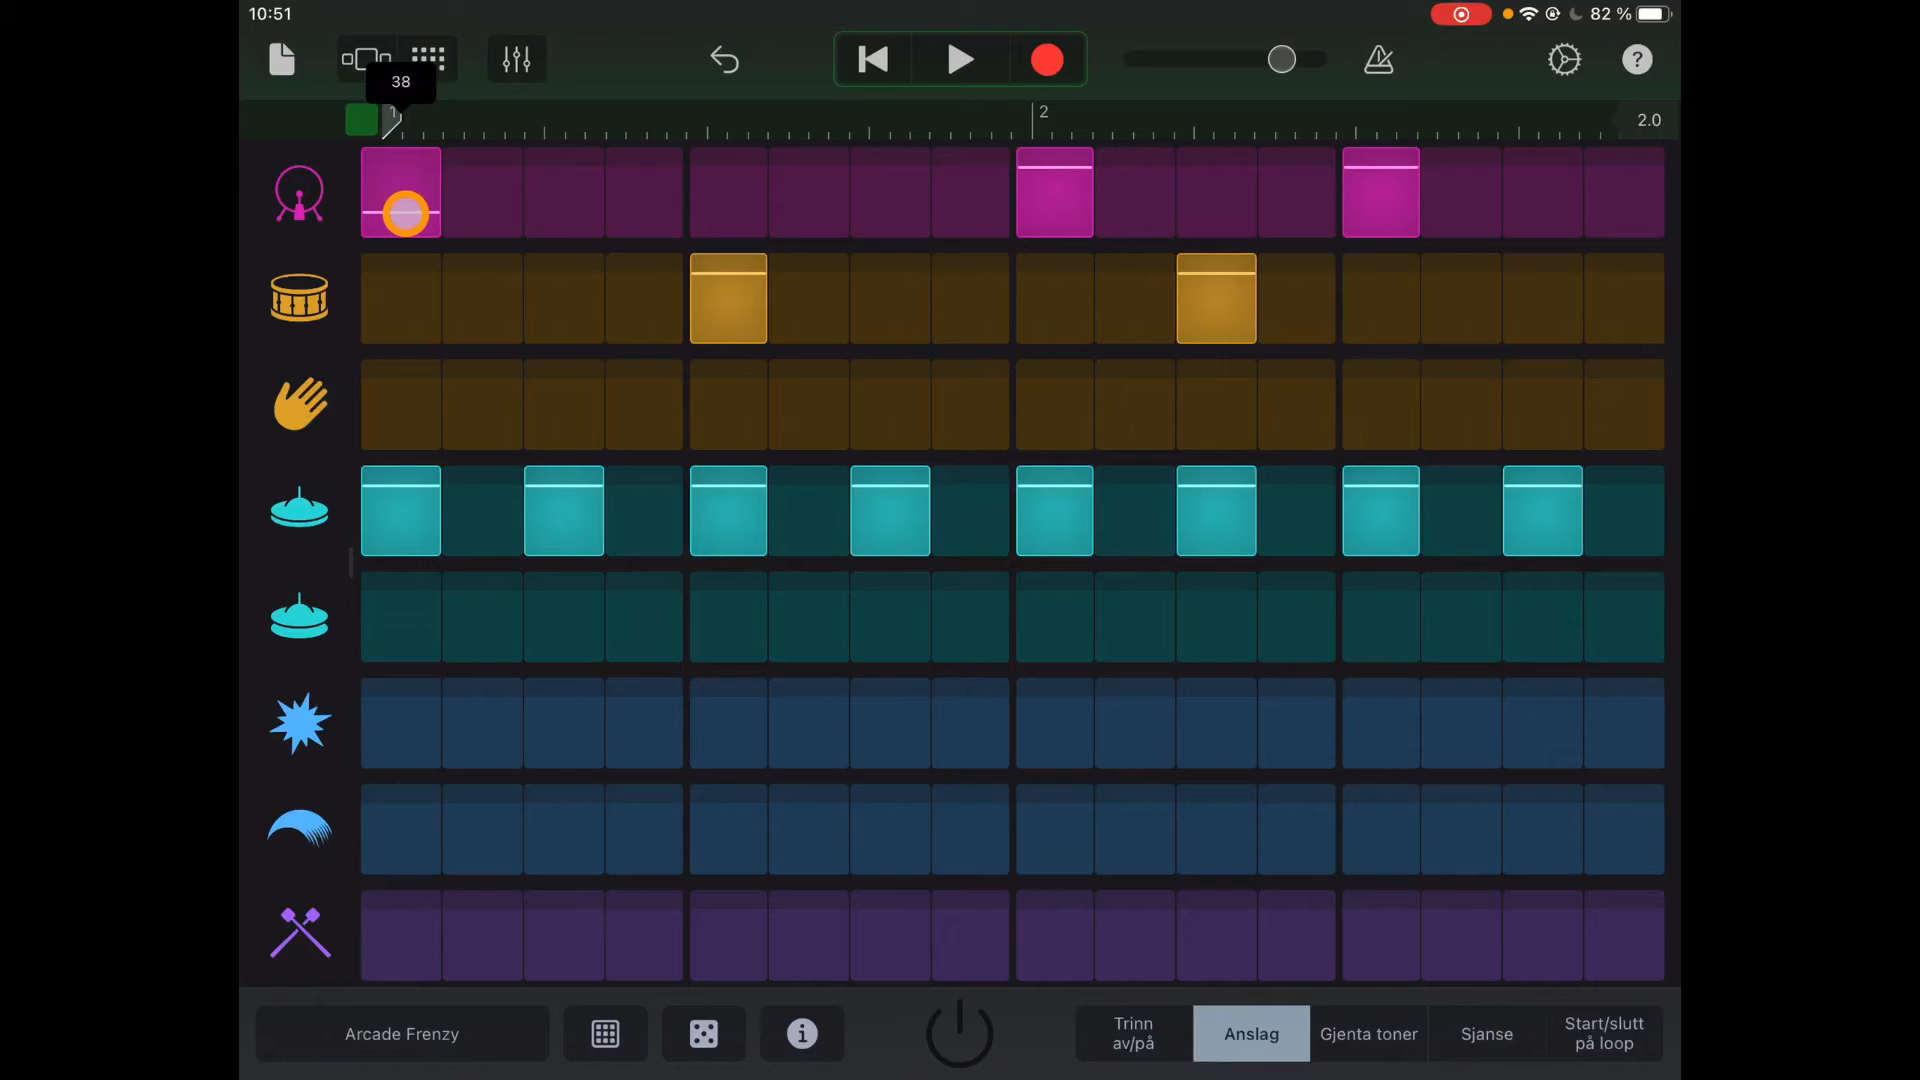 10:51
82 %
?
38
1
2
2.0
Arcade Frenzy
Trinn
av/på
Anslag
Gjenta toner
Sjanse
Start/slutt
på loop